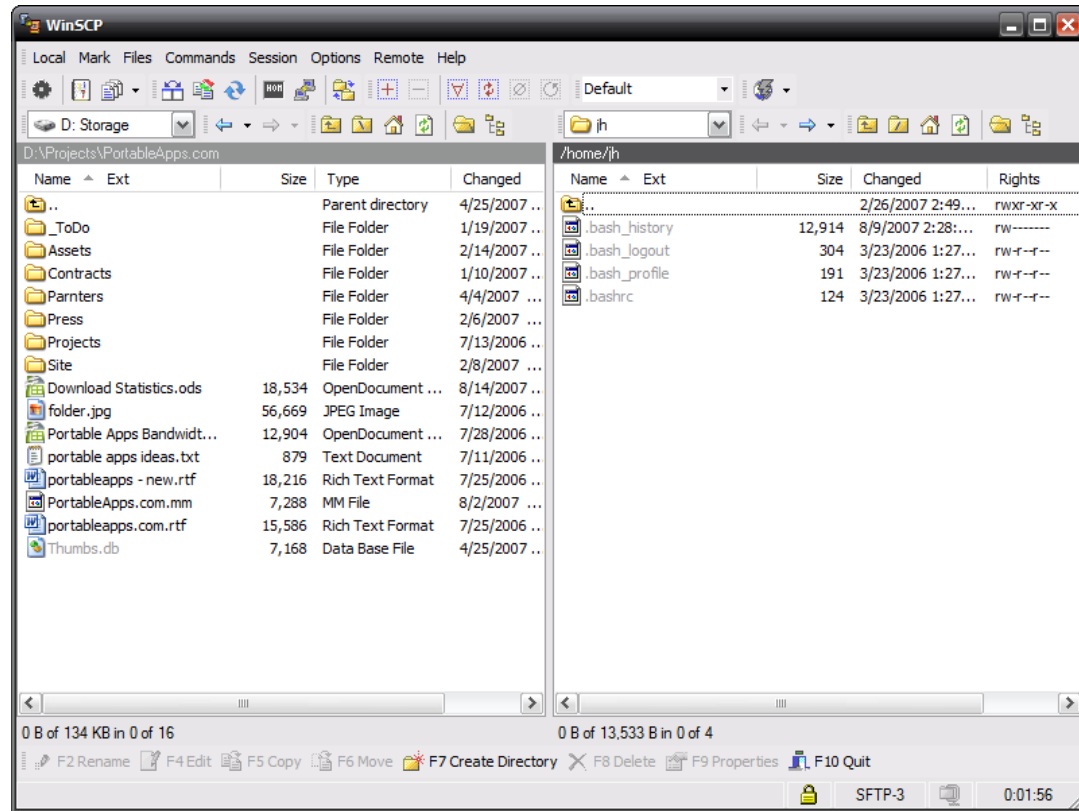 WinSCP
Local Mark Files Commands Session Options Remote Help
Default
D: Storage jh
D:\Projects\PortableApps.com /home/jh
Name Ext Size Type Changed Name Ext Size Changed Rights
.. Parent directory 4/25/2007 .. .. 2/26/2007 2:49... rwxr-xr-x
_ToDo File Folder 1/19/2007 .. .bash_history 12,914 8/9/2007 2:28:... rw-------
Assets File Folder 2/14/2007 .. .bash_logout 304 3/23/2006 1:27... rw-r--r--
Contracts File Folder 1/10/2007 .. .bash_profile 191 3/23/2006 1:27... rw-r--r--
Parnters File Folder 4/4/2007 ... .bashrc 124 3/23/2006 1:27... rw-r--r--
Press File Folder 2/6/2007 ...
Projects File Folder 7/13/2006 ...
Site File Folder 2/8/2007 ...
Download Statistics.ods 18,534 OpenDocument ... 8/14/2007 ..
folder.jpg 56,669 JPEG Image 7/12/2006 ..
Portable Apps Bandwidt... 12,904 OpenDocument ... 7/28/2006 ..
portable apps ideas.txt 879 Text Document 7/11/2006 ..
portableapps - new.rtf 18,216 Rich Text Format 7/25/2006 ..
PortableApps.com.mm 7,288 MM File 8/2/2007 ...
portableapps.com.rtf 15,586 Rich Text Format 7/25/2006 ..
Thumbs.db 7,168 Data Base File 4/25/2007 ..
0 B of 134 KB in 0 of 16 0 B of 13,533 B in 0 of 4
F2 Rename F4 Edit F5 Copy F6 Move F7 Create Directory F8 Delete F9 Properties F10 Quit
SFTP-3 0:01:56